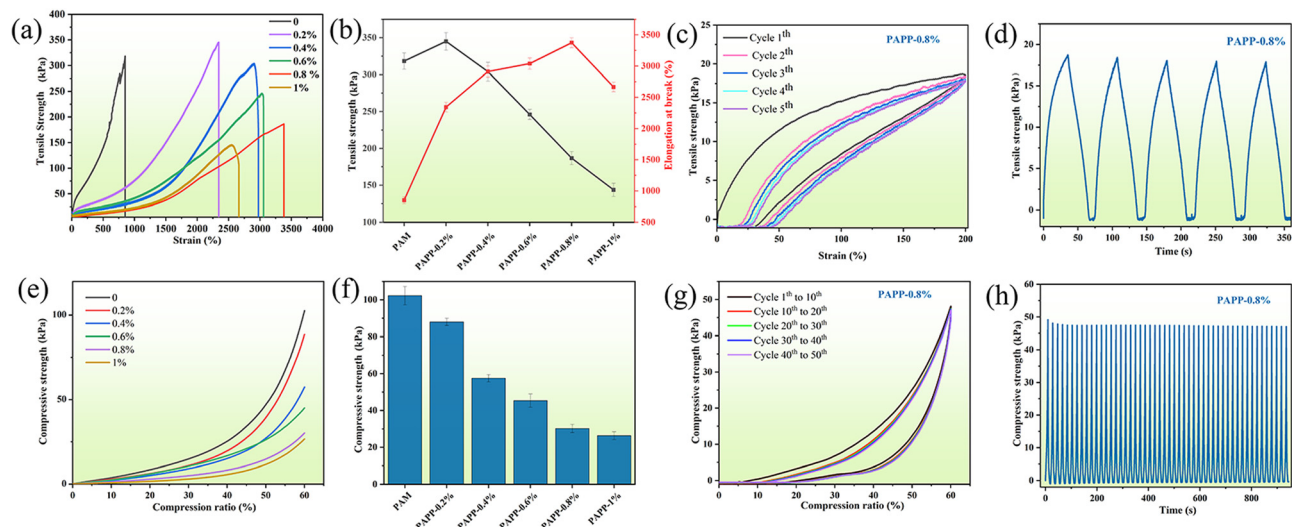 (a)
Tensile Strength (kPa)
400
350
300
250
200
150
100
50
0
0.2%
0.4%
0.6%
0.8 %
1%
0 500 1000 1500 2000 2500 3000 3500 4000
Strain (%)
(b)
Tensile strength (kPa)
350
300
250
200
150
100
Elongation at break (%)
3500
3000
2500
2000
1500
1000
500
PAM
PAPP-0.2%
PAPP-0.4%
PAPP-0.6%
PAPP-0.8%
PAPP-1%
(c)
Tensile strength (kPa)
25
20
15
10
5
0
Cycle 1th
Cycle 2th
Cycle 3th
Cycle 4th
Cycle 5th
PAPP-0.8%
0 50 100 150 200
Strain (%)
(d)
Tensile strength (kPa))
20
15
10
5
0
PAPP-0.8%
0 50 100 150 200 250 300 350
Time (s)
(e)
Compressive strength (kPa)
100
75
50
25
0
0
0.2%
0.4%
0.6%
0.8%
1%
0 10 20 30 40 50 60
Compression ratio (%)
(f)
Compressive strength (kPa)
100
80
60
40
20
0
PAM
PAPP-0.2%
PAPP-0.4%
PAPP-0.6%
PAPP-0.8%
PAPP-1%
(g)
Compressive strength (kPa)
50
40
30
20
10
0
Cycle 1th to 10th
Cycle 10th to 20th
Cycle 20th to 30th
Cycle 30th to 40th
Cycle 40th to 50th
PAPP-0.8%
0 10 20 30 40 50 60
Compression ratio (%)
(h)
Compressive strength (kPa)
60
50
40
30
20
10
0
PAPP-0.8%
0 200 400 600 800
Time (s)